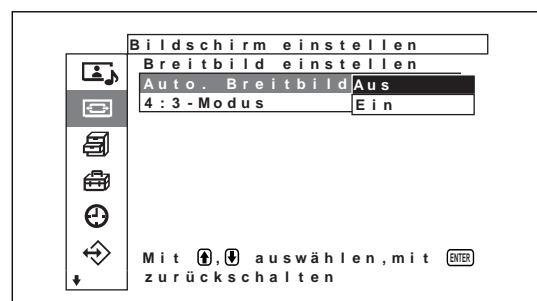 Bildschirm einstellen
Breitbild einstellen
Auto. Breitbild Aus
4:3-Modus Ein
Mit ⬆,⬇ auswählen,mit ENTER
zurückschalten